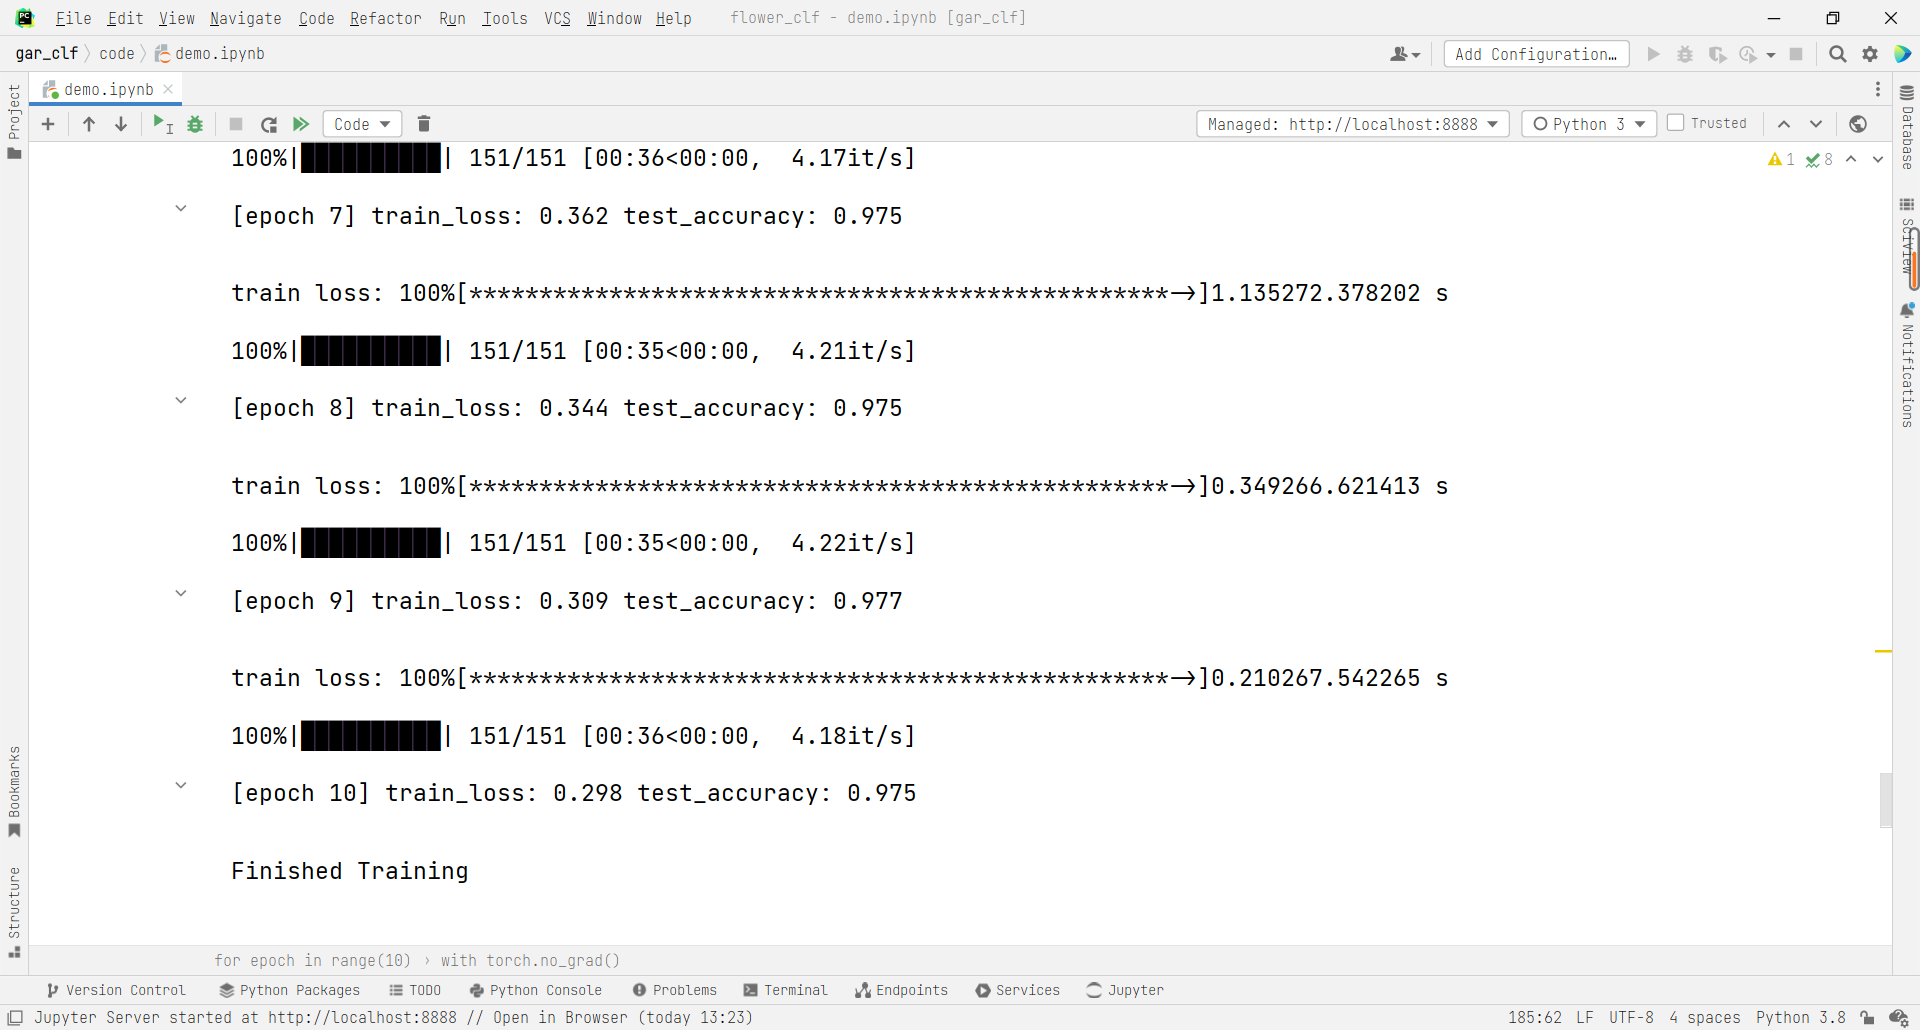 File Edit View Navigate Code Refactor Run Tools VCS Window Help flower_clf - demo.ipynb [gar_clf]
gar_clf code demo.ipynb Add Configuration...
demo.ipynb
Code Managed: http://localhost:8888 Python 3 Trusted
100%|██████████| 151/151 [00:36<00:00,  4.17it/s]
1 8
[epoch 7] train_loss: 0.362 test_accuracy: 0.975
train loss: 100%[**************************************************->]1.135272.378202 s
100%|██████████| 151/151 [00:35<00:00,  4.21it/s]
[epoch 8] train_loss: 0.344 test_accuracy: 0.975
train loss: 100%[**************************************************->]0.349266.621413 s
100%|██████████| 151/151 [00:35<00:00,  4.22it/s]
[epoch 9] train_loss: 0.309 test_accuracy: 0.977
train loss: 100%[**************************************************->]0.210267.542265 s
100%|██████████| 151/151 [00:36<00:00,  4.18it/s]
[epoch 10] train_loss: 0.298 test_accuracy: 0.975
Finished Training
for epoch in range(10) › with torch.no_grad()
Project
Bookmarks
Structure
Database
SciView
Notifications
Version Control Python Packages TODO Python Console Problems Terminal Endpoints Services Jupyter
Jupyter Server started at http://localhost:8888 // Open in Browser (today 13:23) 185:62 LF UTF-8 4 spaces Python 3.8